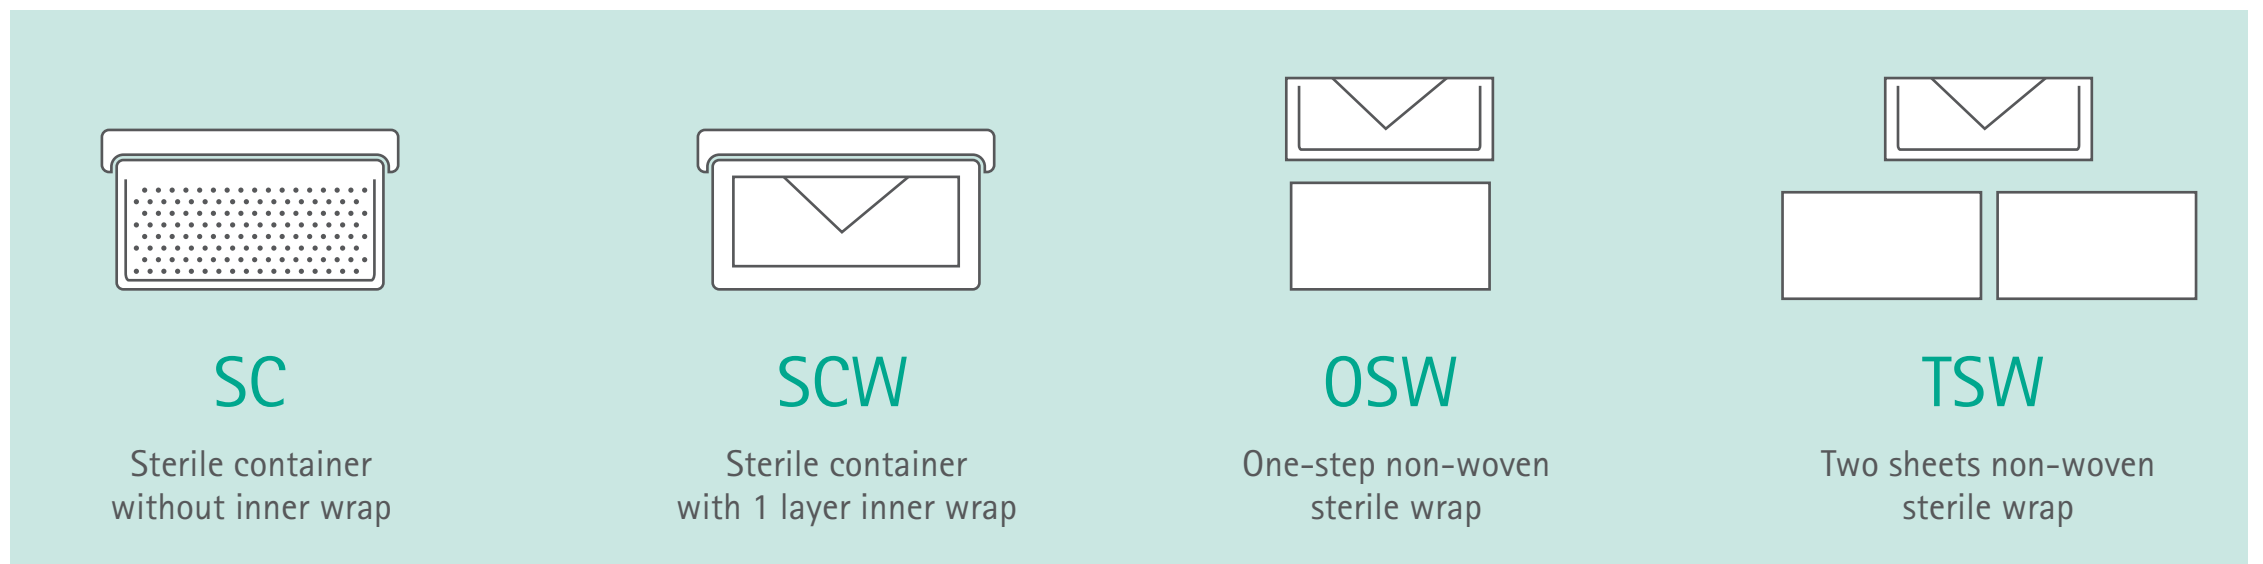 SC
Sterile container
without inner wrap
SCW
Sterile container
with 1 layer inner wrap
OSW
One-step non-woven
sterile wrap
TSW
Two sheets non-woven
sterile wrap